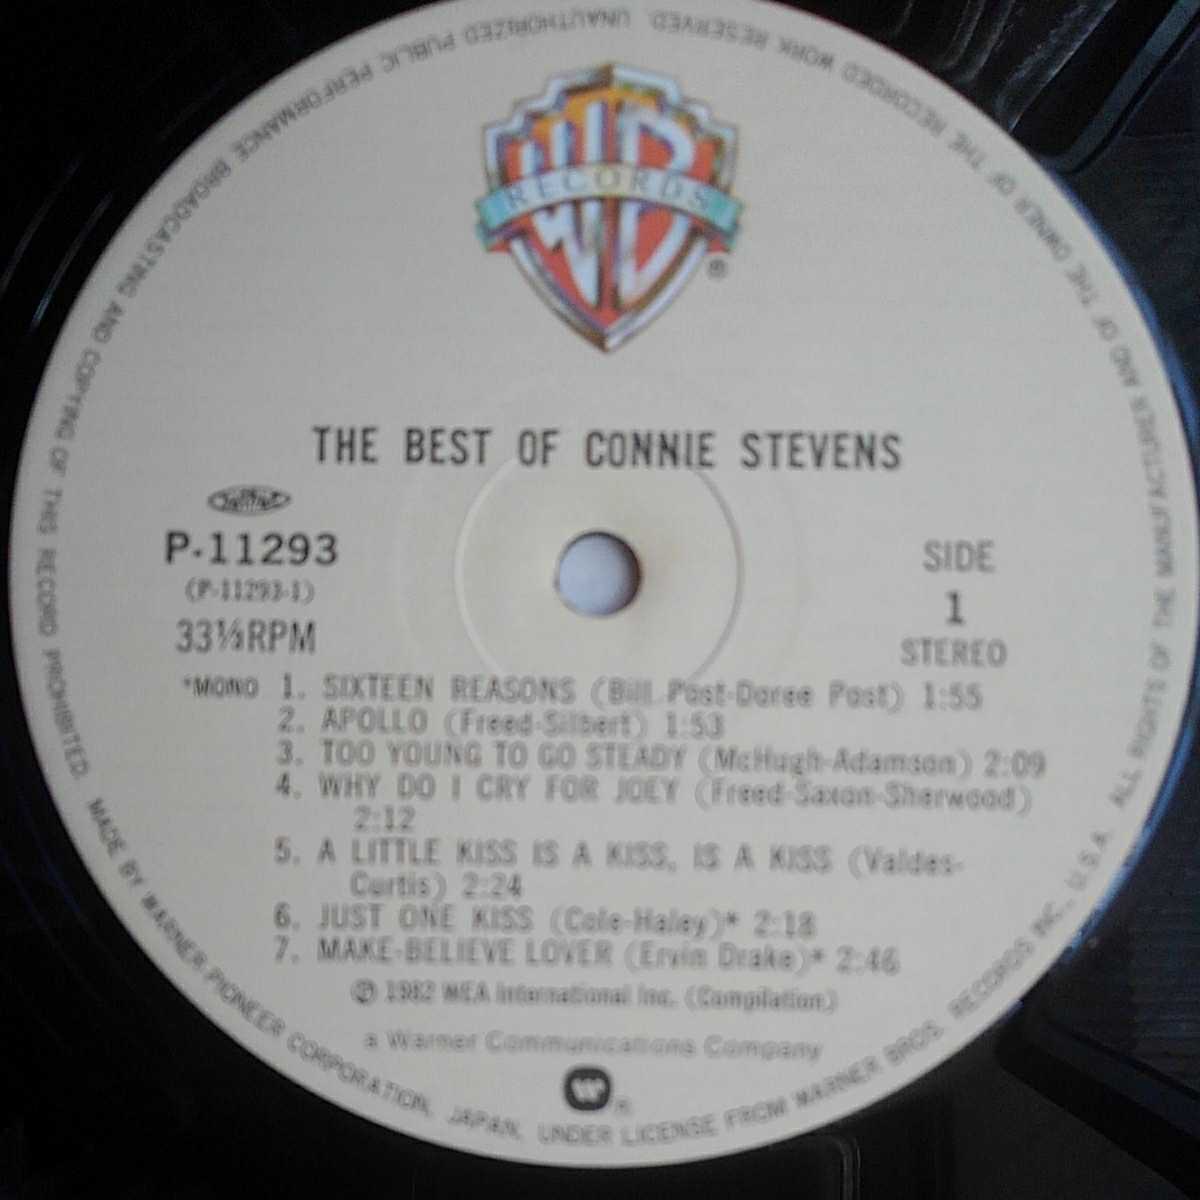 WB
RECORDS
®
THE BEST OF CONNIE STEVENS
P-11293
(P-11293-1)
33⅓RPM
SIDE
1
STEREO
*MONO 1. SIXTEEN REASONS (Bill Post-Doree Post) 1:55
2. APOLLO (Freed-Silbert) 1:53
3. TOO YOUNG TO GO STEADY (McHugh-Adamson) 2:09
4. WHY DO I CRY FOR JOEY (Freed-Saxon-Sherwood)
2:12
5. A LITTLE KISS IS A KISS, IS A KISS (Valdes-
Curtis) 2:24
6. JUST ONE KISS (Cole-Haley)* 2:18
7. MAKE-BELIEVE LOVER (Ervin Drake)* 2:46
℗ 1982 WEA International Inc. (Compilation)
a Warner Communications Company
MADE BY WARNER-PIONEER CORPORATION, JAPAN, UNDER LICENSE FROM WARNER BROS. RECORDS INC., U.S.A. ALL RIGHTS OF THE MANUFACTURER AND OF THE OWNER OF THE RECORDED WORK RESERVED. UNAUTHORIZED PUBLIC PERFORMANCE BROADCASTING AND COPYING OF THIS RECORD PROHIBITED.